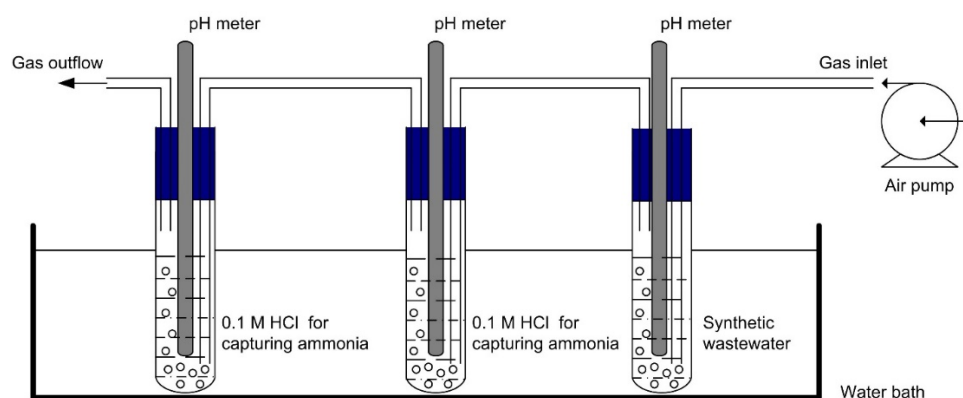 pH meter
pH meter
pH meter
Gas outflow
Gas inlet
Air pump
0.1 M HCl for
capturing ammonia
0.1 M HCl for
capturing ammonia
Synthetic
wastewater
Water bath